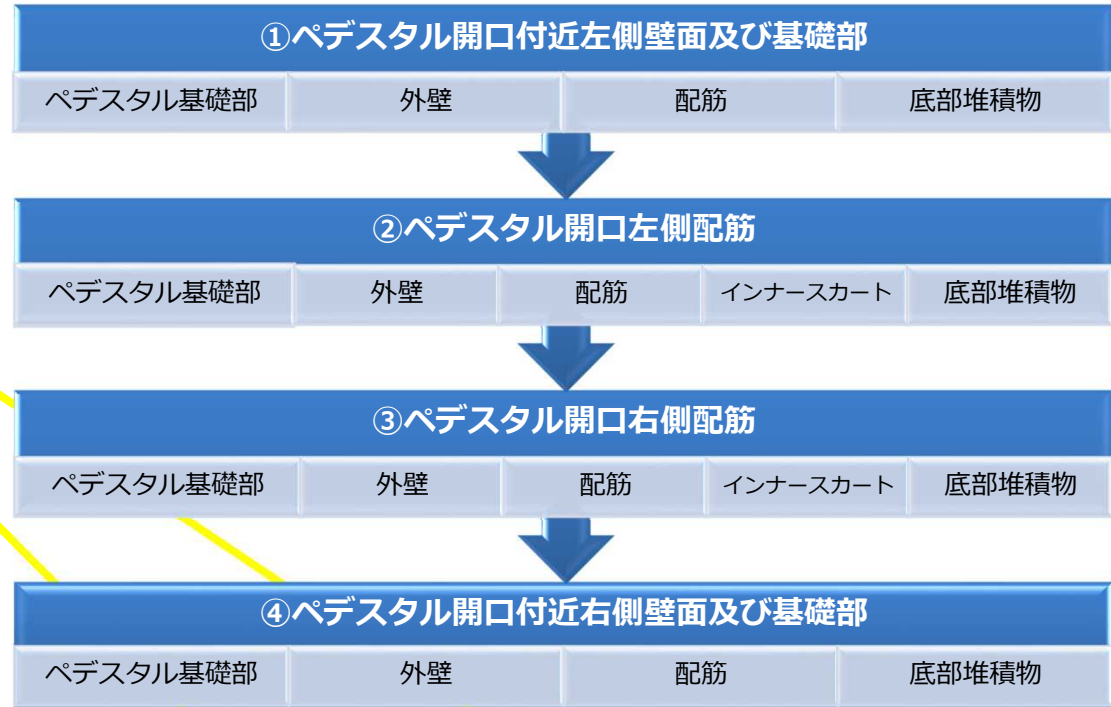 ①ペデスタル開口付近左側壁面及び基礎部
ペデスタル基礎部 外壁 配筋 底部堆積物
②ペデスタル開口左側配筋
ペデスタル基礎部 外壁 配筋 インナースカート 底部堆積物
③ペデスタル開口右側配筋
ペデスタル基礎部 外壁 配筋 インナースカート 底部堆積物
④ペデスタル開口付近右側壁面及び基礎部
ペデスタル基礎部 外壁 配筋 底部堆積物